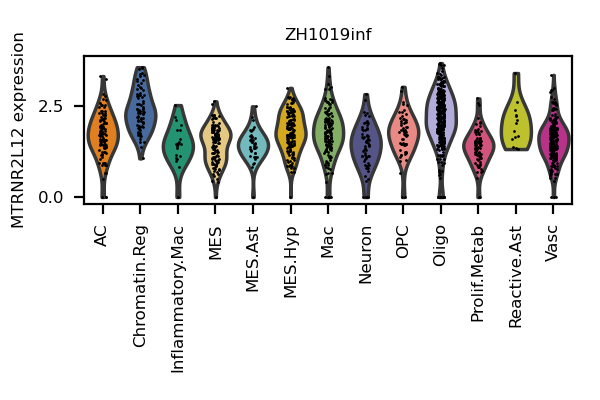 ZH1019inf
MTRNR2L12 expression
2.5
0.0
AC
Chromatin.Reg
Inflammatory.Mac
MES
MES.Ast
MES.Hyp
Mac
Neuron
OPC
Oligo
Prolif.Metab
Reactive.Ast
Vasc